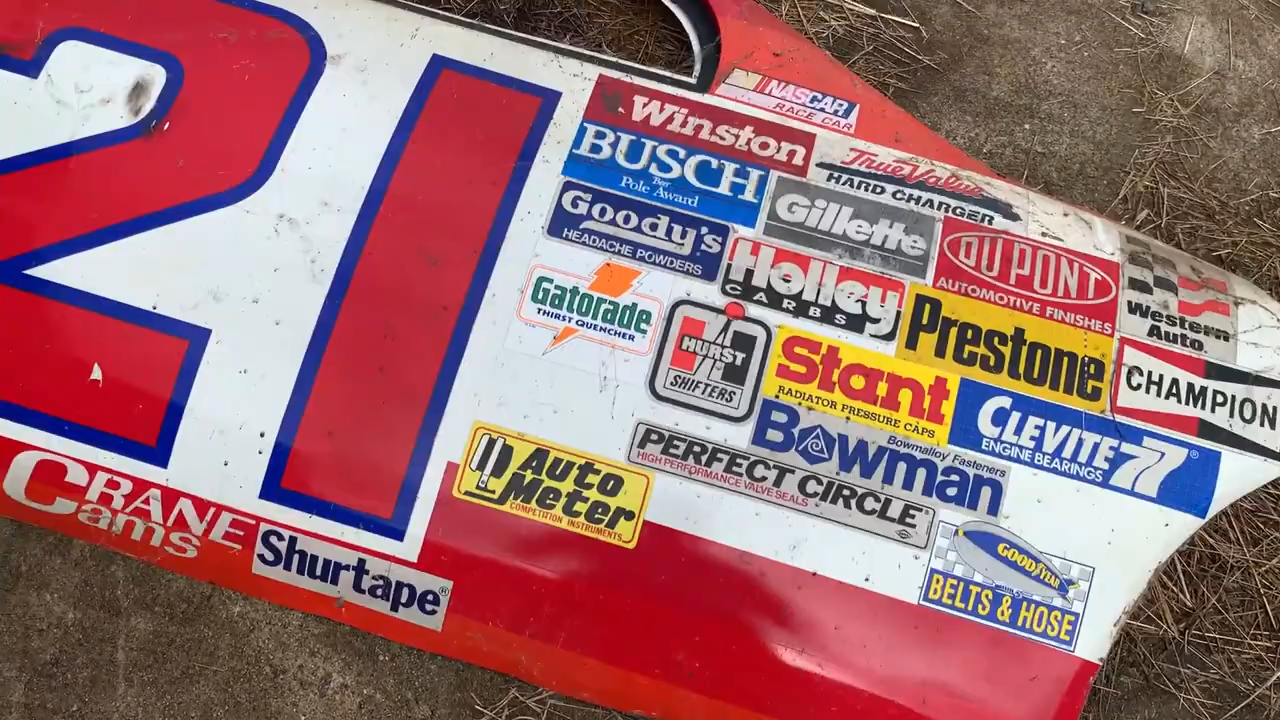 21
NASCAR
RACE CAR
Winston
BUSCH
Beer
Pole Award
True Value
HARD CHARGER
Goody's
HEADACHE POWDERS
Gillette
DU PONT
AUTOMOTIVE FINISHES
Western
Auto
Gatorade
THIRST QUENCHER
Holley
CARBS
Prestone
CHAMPION
HURST
SHIFTERS
Stant
RADIATOR PRESSURE CAPS
CLEVITE 77®
ENGINE BEARINGS
Bowman
Bowmalloy Fasteners
PERFECT CIRCLE
HIGH PERFORMANCE VALVE SEALS
Auto
Meter
COMPETITION INSTRUMENTS
GOODYEAR
BELTS & HOSE
CRANE
Cams
Shurtape®